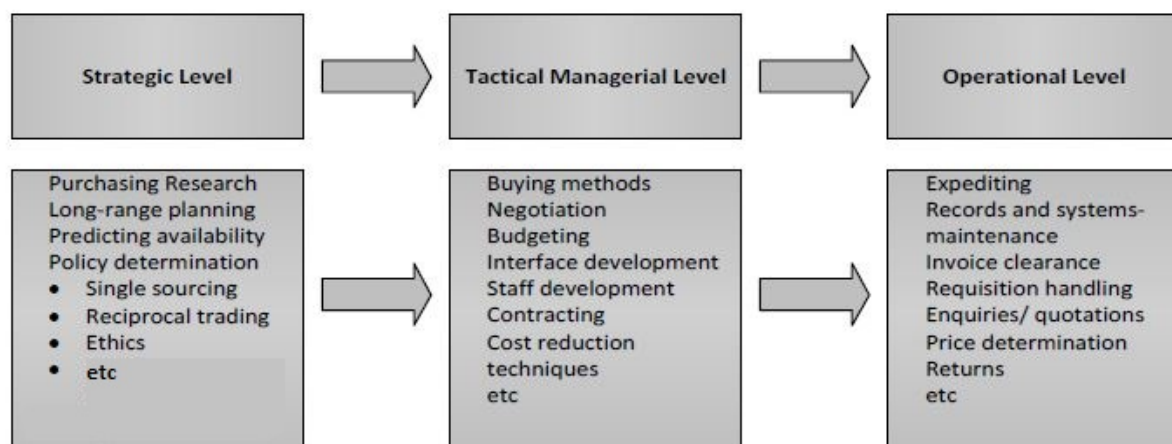 Strategic Level
Tactical Managerial Level
Operational Level
Purchasing Research
Long-range planning
Predicting availability
Policy determination
• Single sourcing
• Reciprocal trading
• Ethics
• etc
Buying methods
Negotiation
Budgeting
Interface development
Staff development
Contracting
Cost reduction
techniques
etc
Expediting
Records and systems-
maintenance
Invoice clearance
Requisition handling
Enquiries/ quotations
Price determination
Returns
etc